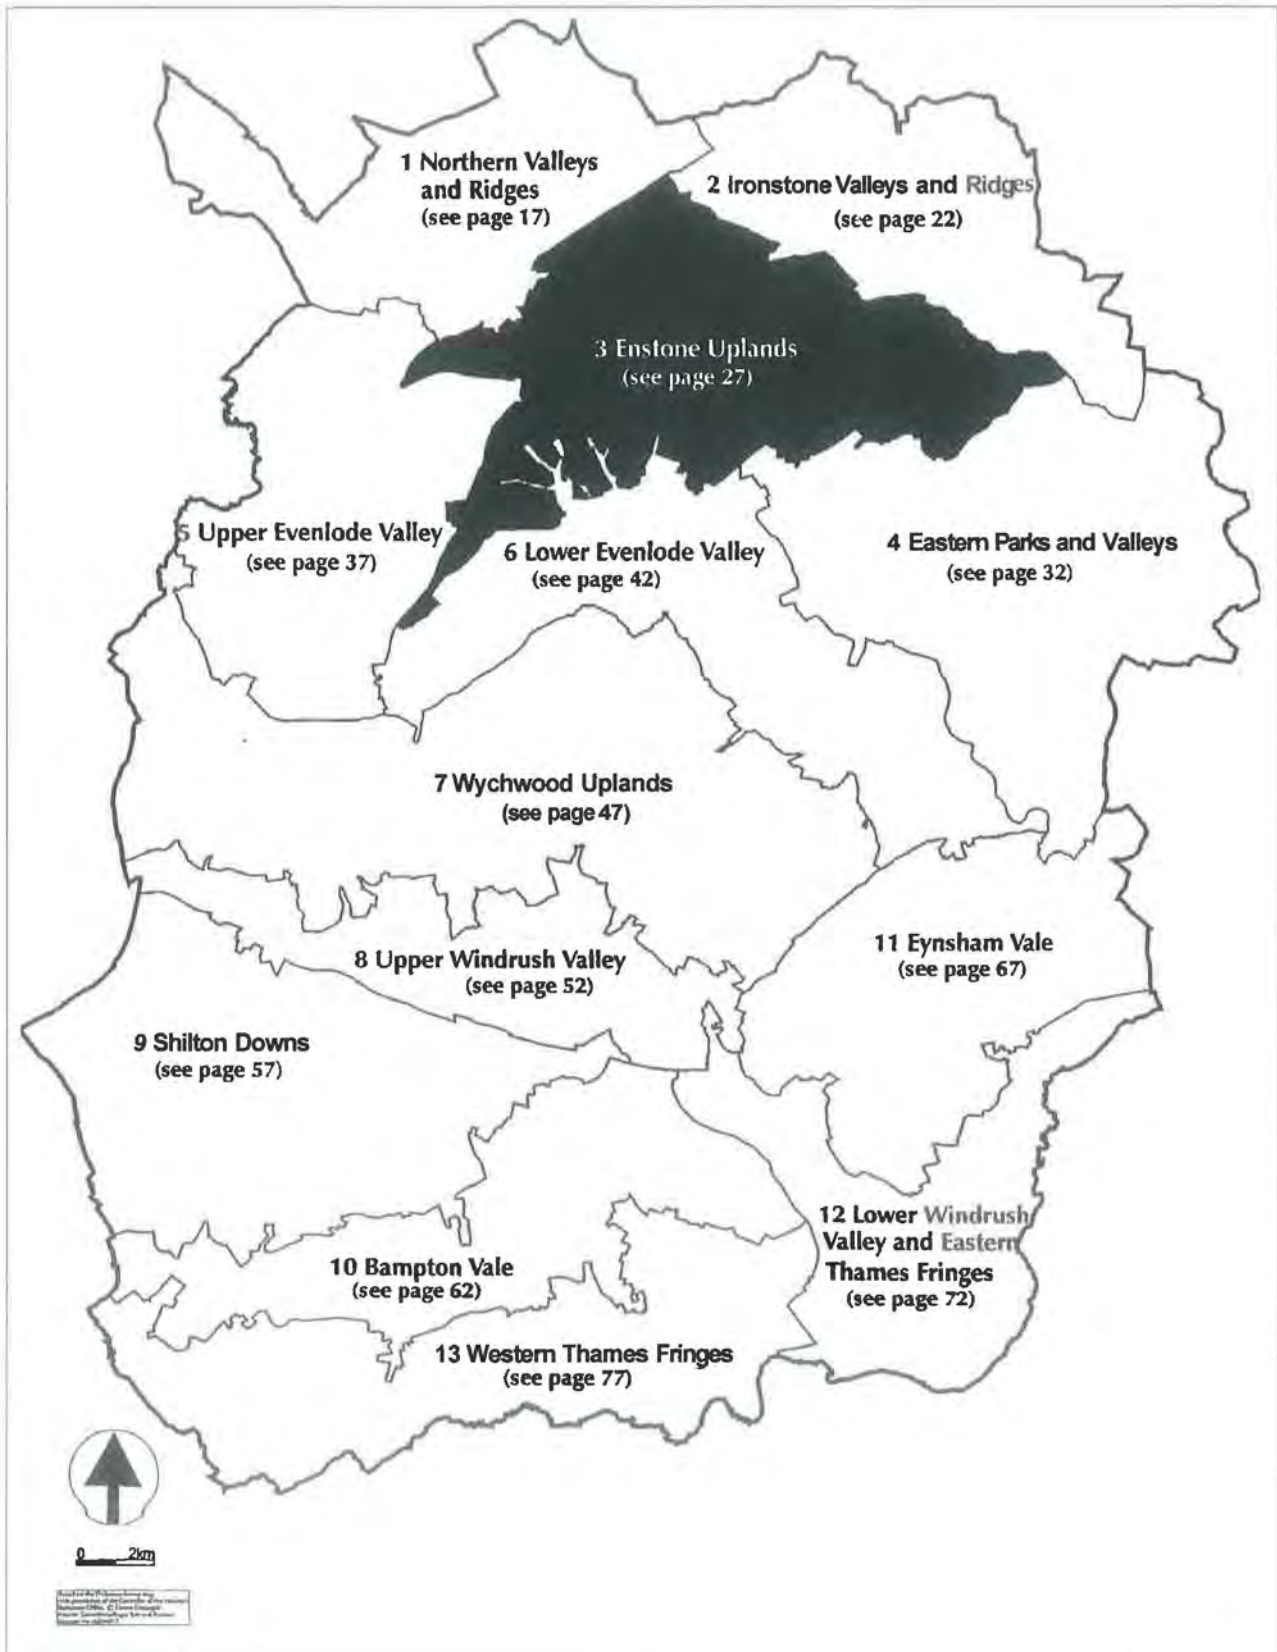 1 Northern Valleys
and Ridges
(see page 17)
2 Ironstone Valleys and Ridges
(see page 22)
3 Enstone Uplands
(see page 27)
5 Upper Evenlode Valley
(see page 37)
6 Lower Evenlode Valley
(see page 42)
4 Eastern Parks and Valleys
(see page 32)
7 Wychwood Uplands
(see page 47)
8 Upper Windrush Valley
(see page 52)
11 Eynsham Vale
(see page 67)
9 Shilton Downs
(see page 57)
12 Lower Windrush
Valley and Eastern
Thames Fringes
(see page 72)
10 Bampton Vale
(see page 62)
13 Western Thames Fringes
(see page 77)
0 2km